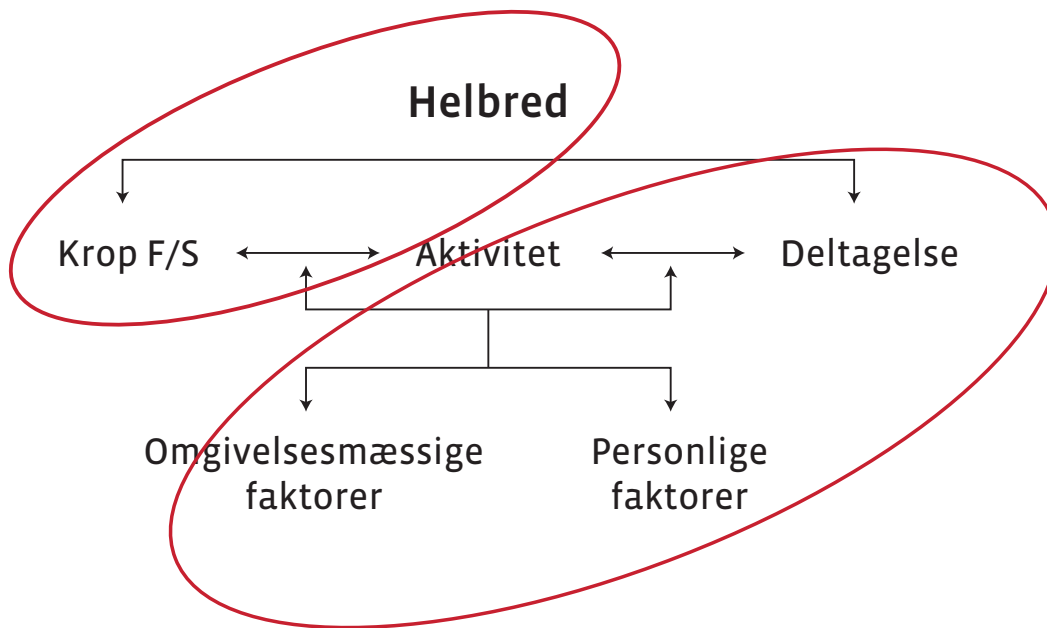 Helbred
Krop F/S
Aktivitet
Deltagelse
Omgivelsesmæssige
faktorer
Personlige
faktorer